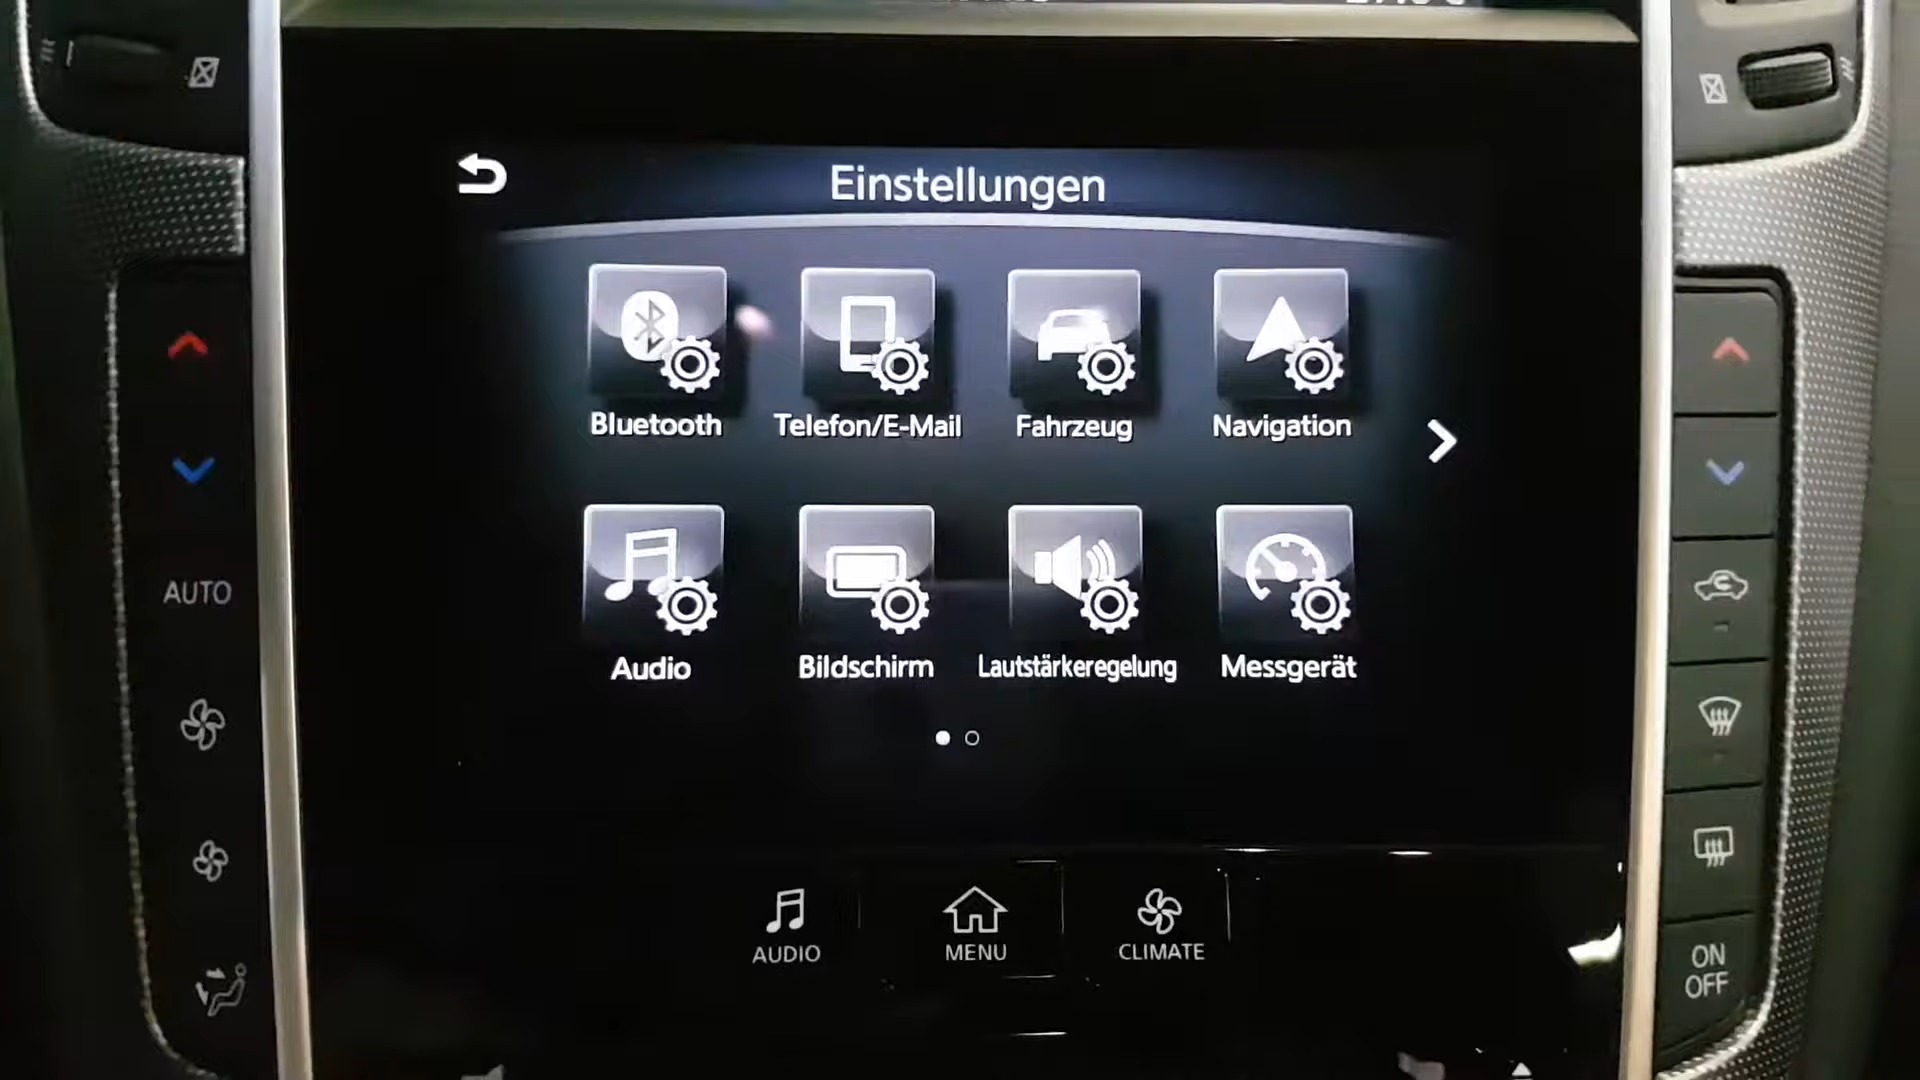 Einstellungen
Bluetooth
Telefon/E-Mail
Fahrzeug
Navigation
AUTO
Audio
Bildschirm
Lautstärkeregelung
Messgerät
AUDIO
MENU
CLIMATE
ON
OFF